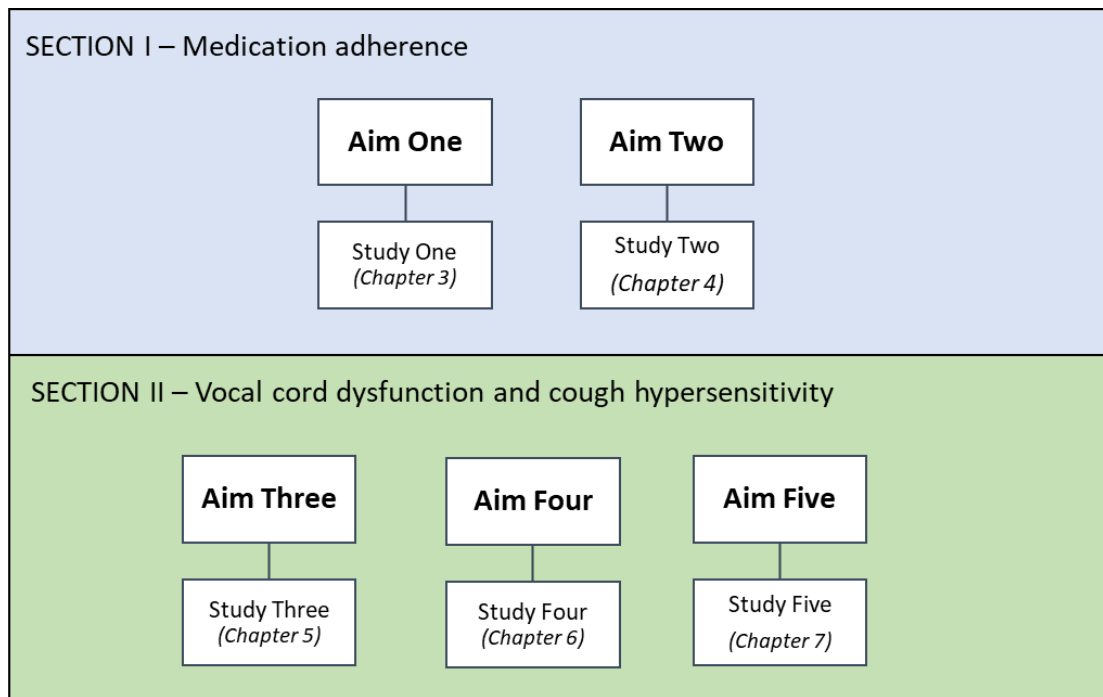 SECTION I – Medication adherence
Aim One
Aim Two
Study One
(Chapter 3)
Study Two
(Chapter 4)
SECTION II – Vocal cord dysfunction and cough hypersensitivity
Aim Three
Aim Four
Aim Five
Study Three
(Chapter 5)
Study Four
(Chapter 6)
Study Five
(Chapter 7)